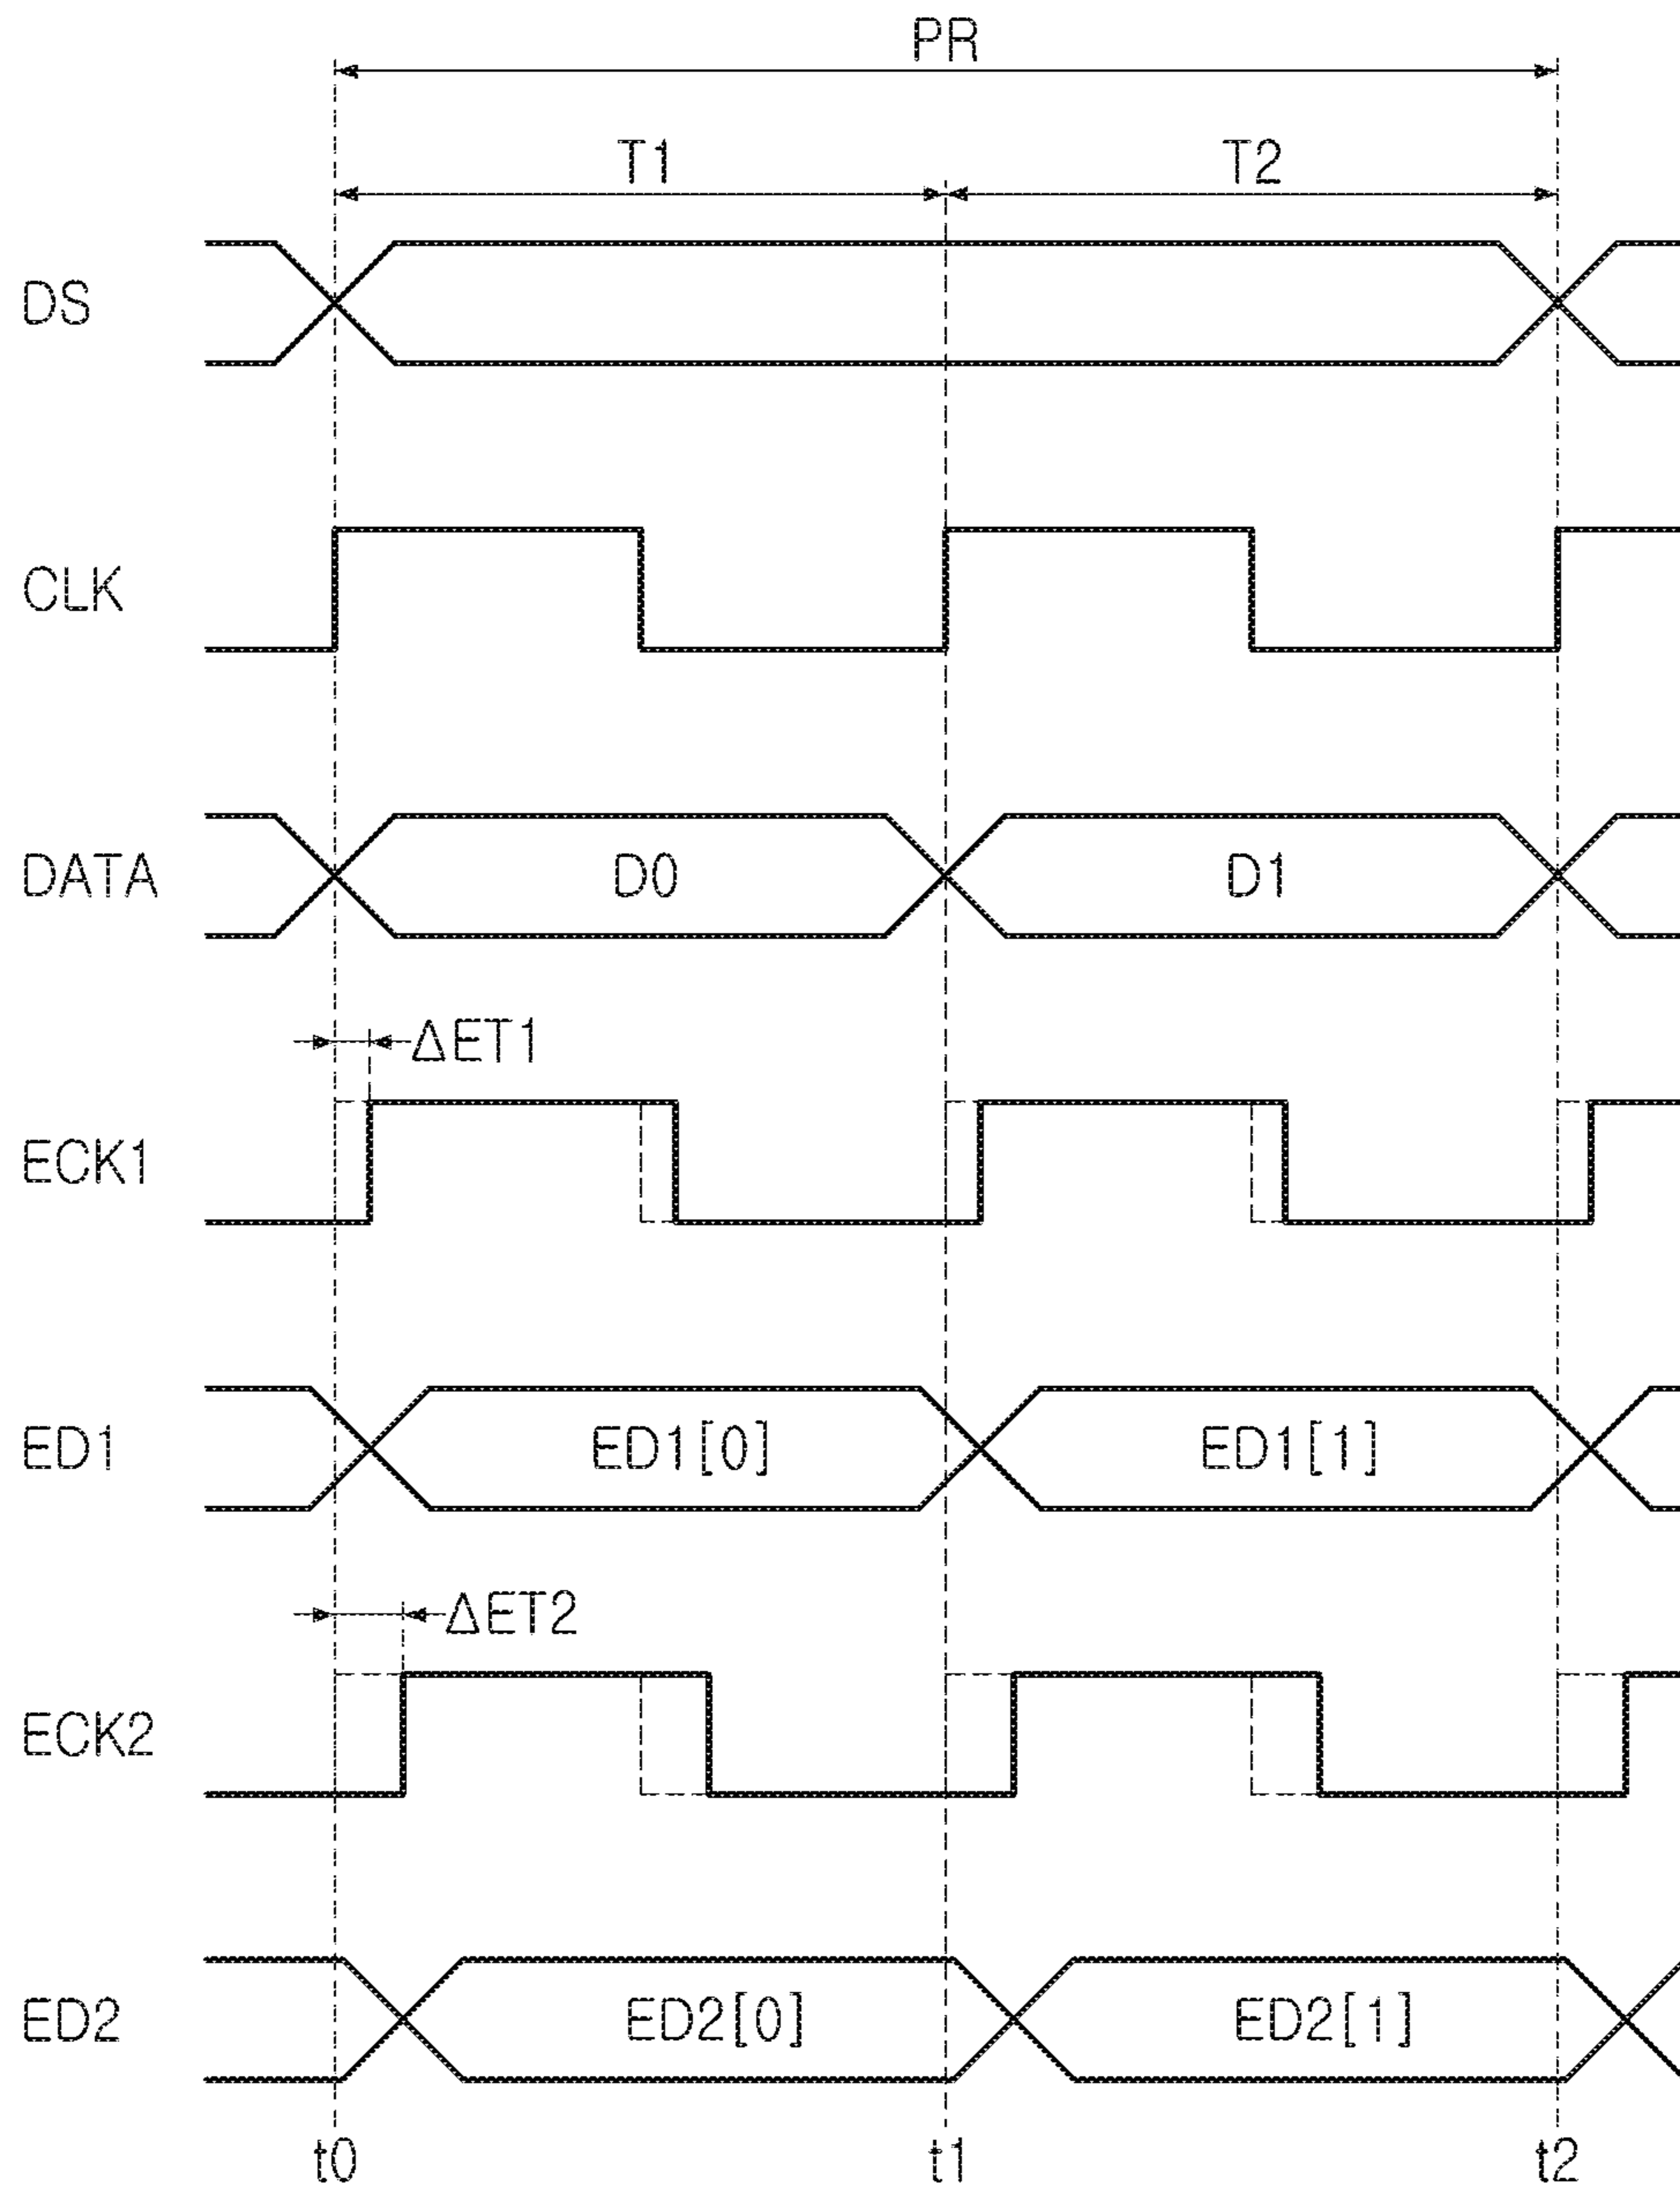 PR
T1 T2
DS
CLK
DATA D0 D1
ΔET1
ECK1
ED1 ED1[0] ED1[1]
ΔET2
ECK2
ED2 ED2[0] ED2[1]
t0 t1 t2